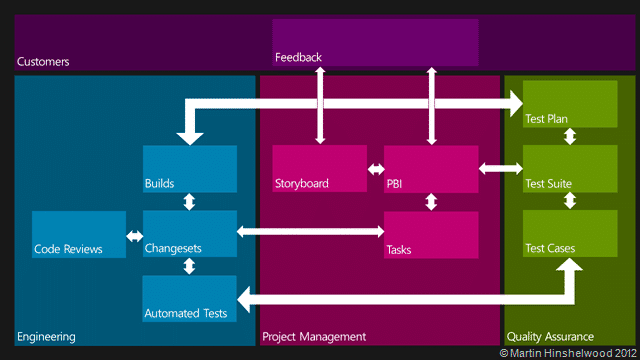 Feedback
Customers
Test Plan
Builds
Storyboard
PBI
Test Suite
Code Reviews
Changesets
Tasks
Test Cases
Automated Tests
Engineering
Project Management
Quality Assurance
© Martin Hinshelwood 2012